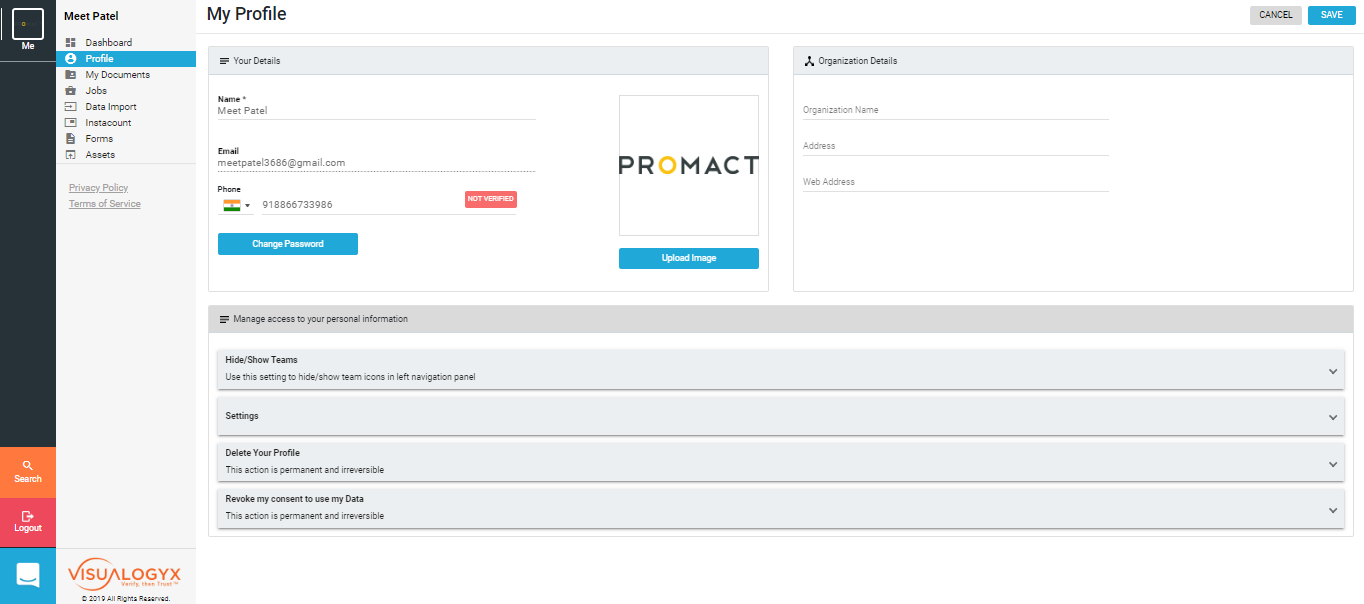 Me
Search
Logout
Meet Patel
Dashboard
Profile
My Documents
Jobs
Data Import
Instacount
Forms
Assets
Privacy Policy
Terms of Service
VISUALOGYX
Verify, then Trust™
© 2019 All Rights Reserved.
My Profile
CANCEL
SAVE
Your Details
Name *
Meet Patel
Email
meetpatel3686@gmail.com
Phone
918866733986
NOT VERIFIED
Change Password
PROMACT
Upload Image
Organization Details
Organization Name
Address
Web Address
Manage access to your personal information
Hide/Show Teams
Use this setting to hide/show team icons in left navigation panel
Settings
Delete Your Profile
This action is permanent and irreversible
Revoke my consent to use my Data
This action is permanent and irreversible